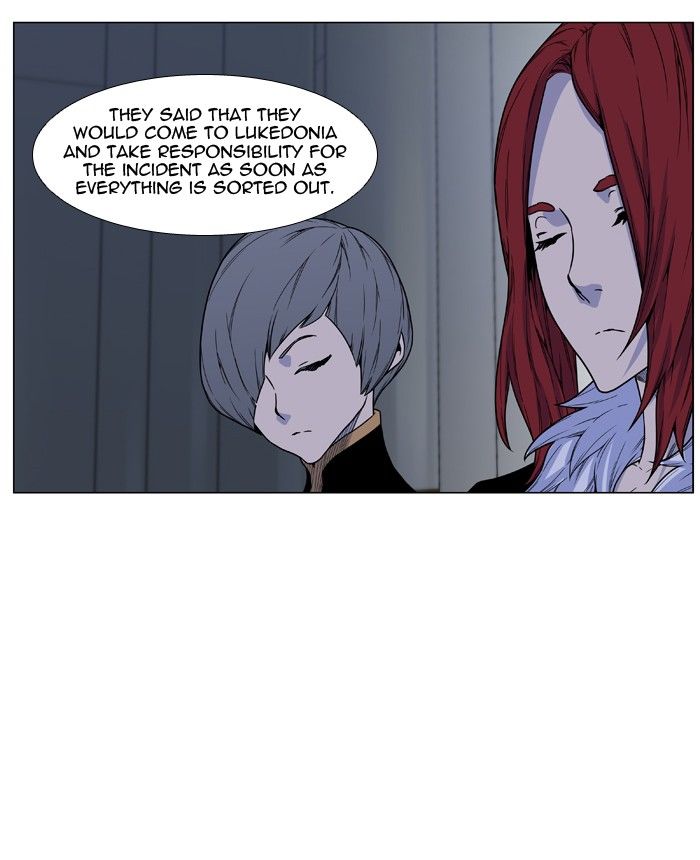 THEY SAID THAT THEY
WOULD COME TO LUKEDONIA
AND TAKE RESPONSIBILITY FOR
THE INCIDENT AS SOON AS
EVERYTHING IS SORTED OUT.